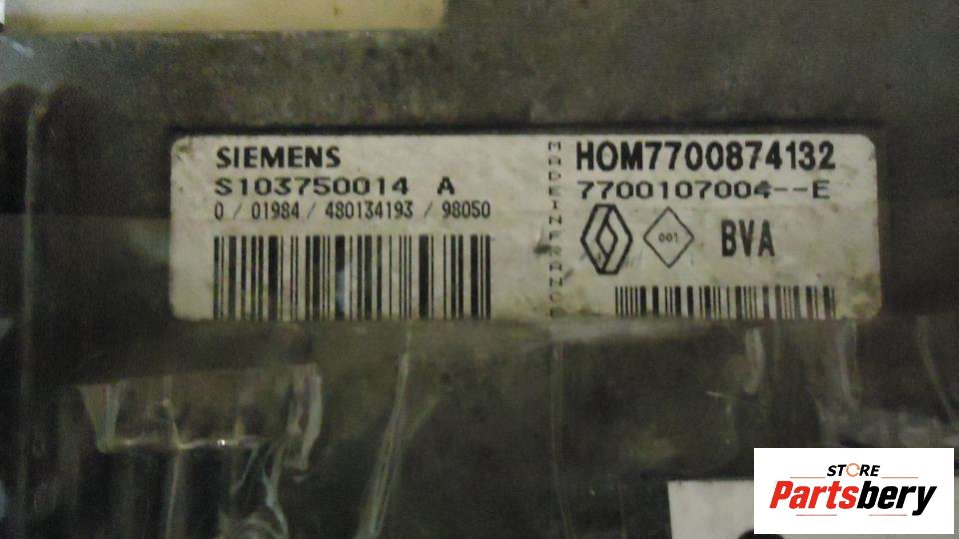 SIEMENS
S103750014 A
0 / 01984 / 480134193 / 98050
MADE IN FRANCE
HOM7700874132
7700107004--E
001
BVA
STORE
Partsbery